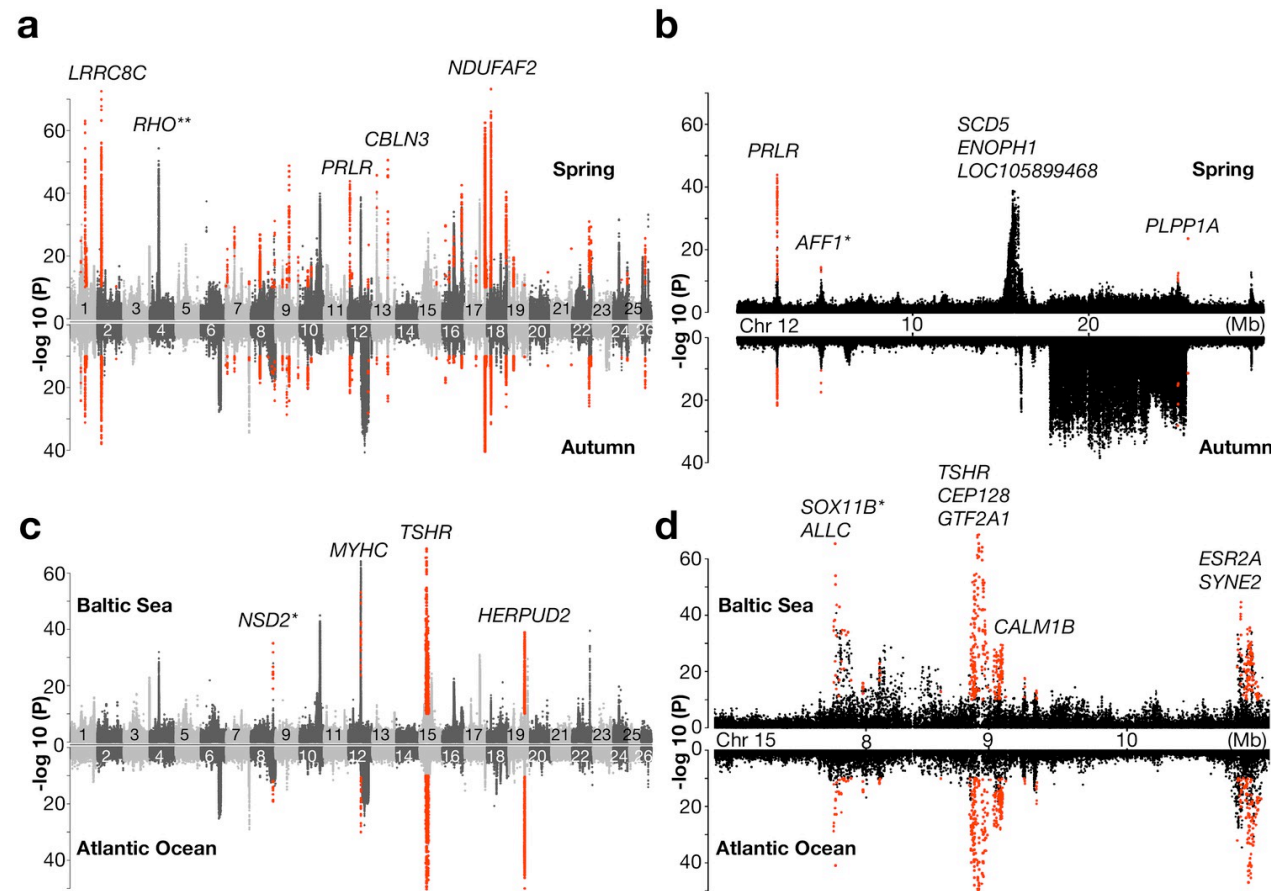 a
LRRC8C
NDUFAF2
RHO**
CBLN3
PRLR
Spring
60
40
20
0
-log 10 (P)
1 3 5 7 9 11 13 15 17 19 21 23 25
2 4 6 8 10 12 14 16 18 20 22 24 26
0
20
40
Autumn
b
SCD5
ENOPH1
LOC105899468
PRLR
Spring
AFF1*
PLPP1A
60
40
20
0
-log 10 (P)
Chr 12 10 20 (Mb)
0
20
40
Autumn
c
TSHR
MYHC
Baltic Sea
NSD2*
HERPUD2
60
40
20
0
-log 10 (P)
1 3 5 7 9 11 13 15 17 19 21 23 25
2 4 6 8 10 12 14 16 18 20 22 24 26
0
20
40
Atlantic Ocean
d
TSHR
CEP128
GTF2A1
SOX11B*
ALLC
ESR2A
SYNE2
Baltic Sea
CALM1B
60
40
20
0
-log 10 (P)
Chr 15 8 9 10 (Mb)
0
20
40
Atlantic Ocean